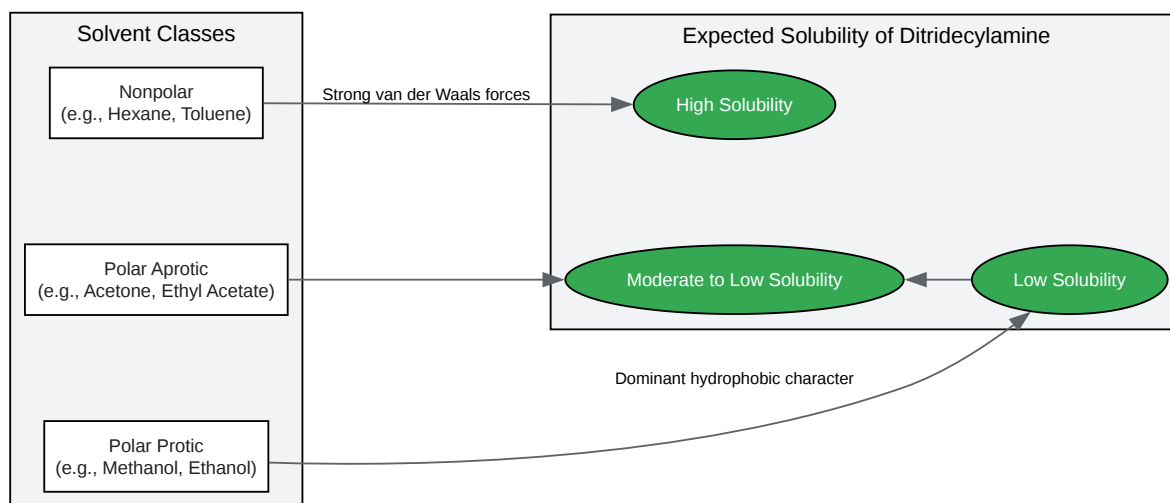 Solvent Classes
Expected Solubility of Ditridecylamine
Nonpolar
(e.g., Hexane, Toluene)
Strong van der Waals forces
High Solubility
Polar Aprotic
(e.g., Acetone, Ethyl Acetate)
Moderate to Low Solubility
Low Solubility
Dominant hydrophobic character
Polar Protic
(e.g., Methanol, Ethanol)